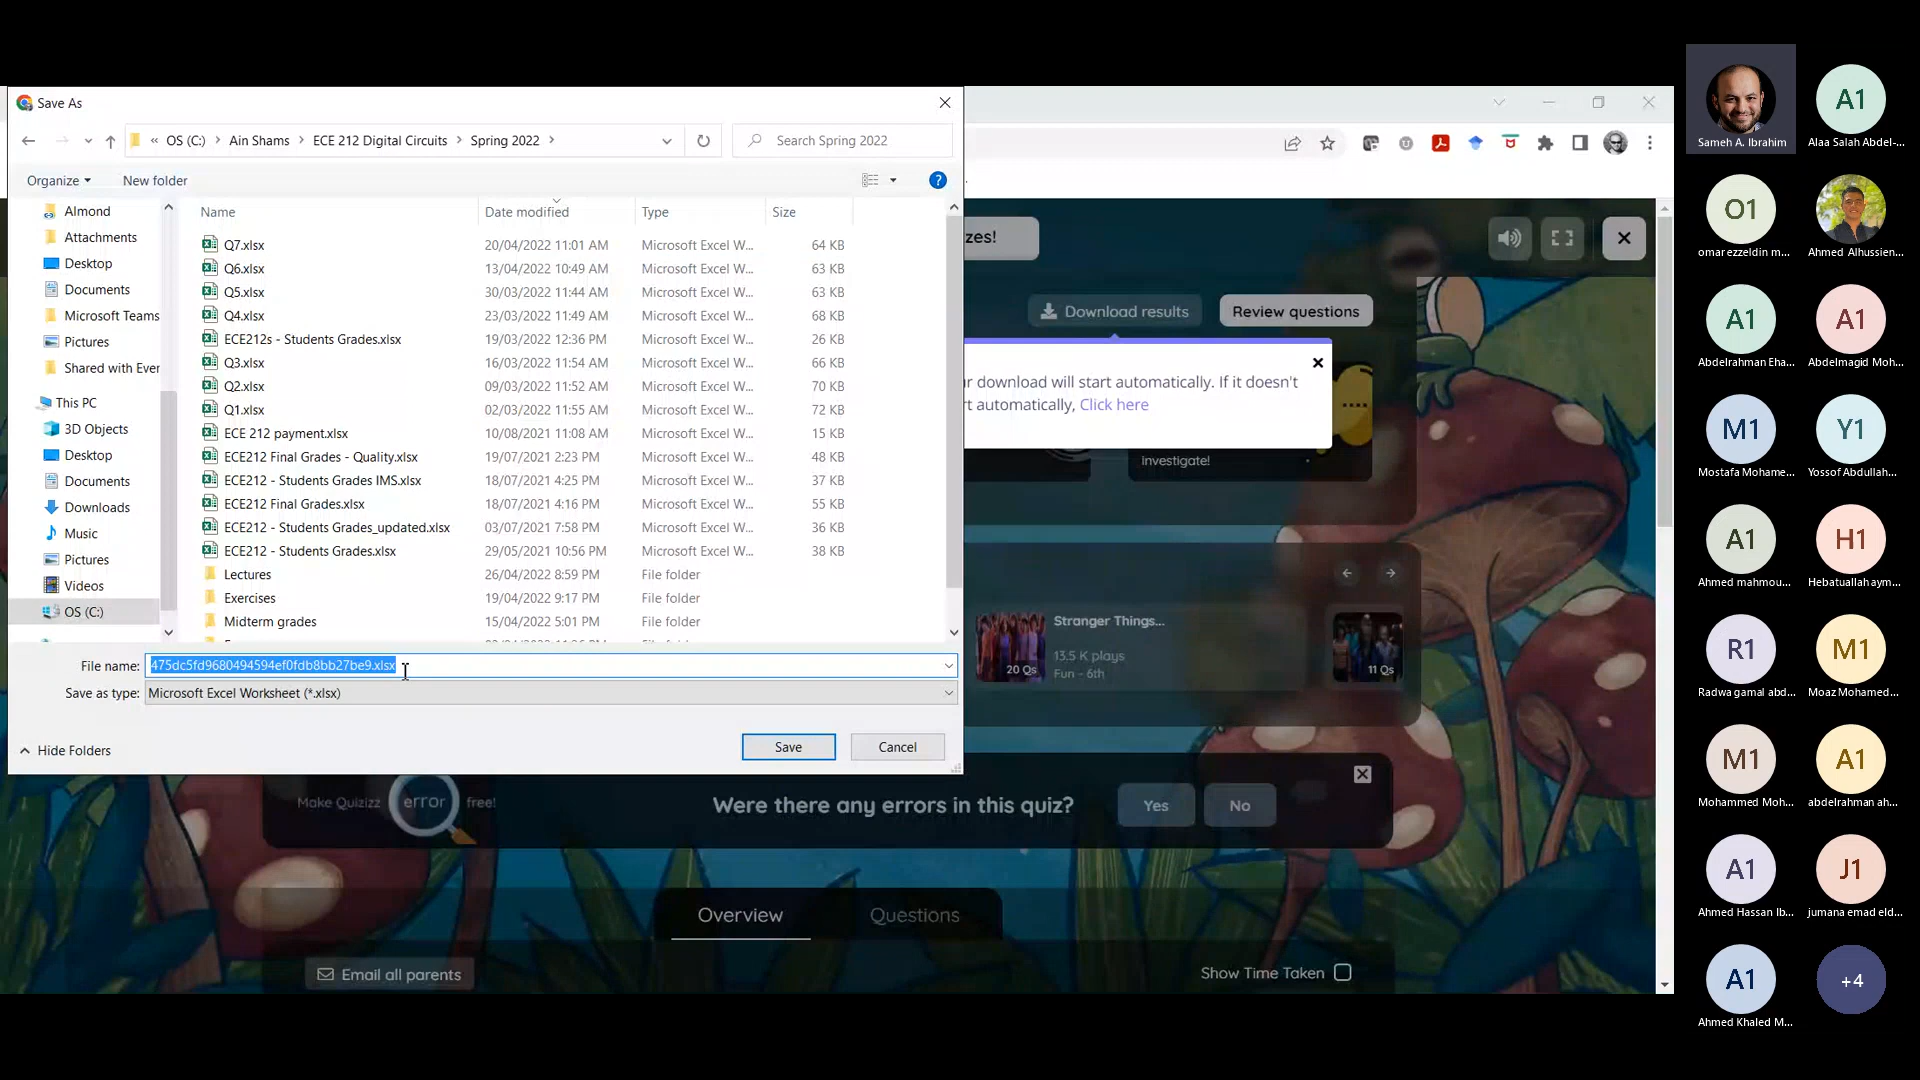 Save As
« OS (C:) > Ain Shams > ECE 212 Digital Circuits > Spring 2022 >
Search Spring 2022
Organize
New folder
Name
Date modified
Type
Size
Almond
Attachments
Desktop
Documents
Microsoft Teams
Pictures
Shared with Ever
This PC
3D Objects
Desktop
Documents
Downloads
Music
Pictures
Videos
OS (C:)
Q7.xlsx 20/04/2022 11:01 AM Microsoft Excel W... 64 KB
Q6.xlsx 13/04/2022 10:49 AM Microsoft Excel W... 63 KB
Q5.xlsx 30/03/2022 11:44 AM Microsoft Excel W... 63 KB
Q4.xlsx 23/03/2022 11:49 AM Microsoft Excel W... 68 KB
ECE212s - Students Grades.xlsx 19/03/2022 12:36 PM Microsoft Excel W... 26 KB
Q3.xlsx 16/03/2022 11:54 AM Microsoft Excel W... 66 KB
Q2.xlsx 09/03/2022 11:52 AM Microsoft Excel W... 70 KB
Q1.xlsx 02/03/2022 11:55 AM Microsoft Excel W... 72 KB
ECE 212 payment.xlsx 10/08/2021 11:08 AM Microsoft Excel W... 15 KB
ECE212 Final Grades - Quality.xlsx 19/07/2021 2:23 PM Microsoft Excel W... 48 KB
ECE212 - Students Grades IMS.xlsx 18/07/2021 4:25 PM Microsoft Excel W... 37 KB
ECE212 Final Grades.xlsx 18/07/2021 4:16 PM Microsoft Excel W... 55 KB
ECE212 - Students Grades_updated.xlsx 03/07/2021 7:58 PM Microsoft Excel W... 36 KB
ECE212 - Students Grades.xlsx 29/05/2021 10:56 PM Microsoft Excel W... 38 KB
Lectures 26/04/2022 8:59 PM File folder
Exercises 19/04/2022 9:17 PM File folder
Midterm grades 15/04/2022 5:01 PM File folder
File name: 475dc5fd9680494594ef0fdb8bb27be9.xlsx
Save as type: Microsoft Excel Worksheet (*.xlsx)
Hide Folders
Save
Cancel
zes!
Download results
Review questions
r download will start automatically. If it doesn't
t automatically, Click here
investigate!
Stranger Things...
13.5 K plays
Fun - 6th
20 Qs
11 Qs
Make Quizizz error free!
Were there any errors in this quiz?
Yes
No
Overview
Questions
Email all parents
Show Time Taken
Sameh A. Ibrahim
A1
Alaa Salah Abdel-...
O1
omar ezzeldin m...
Ahmed Alhussien...
A1
Abdelrahman Eha...
A1
Abdelmagid Moh...
M1
Mostafa Mohame...
Y1
Yossof Abdullah...
A1
Ahmed mahmou...
H1
Hebatuallah aym...
R1
Radwa gamal abd...
M1
Moaz Mohamed...
M1
Mohammed Moh...
A1
abdelrahman ah...
A1
Ahmed Hassan Ib...
J1
jumana emad eld...
A1
Ahmed Khaled M...
+4